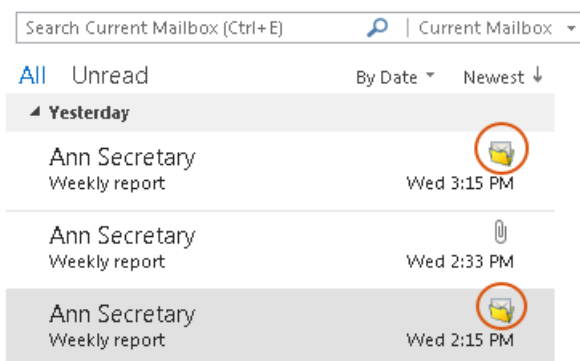 Search Current Mailbox (Ctrl+E) Current Mailbox
All Unread By Date Newest
Yesterday
Ann Secretary
Weekly report Wed 3:15 PM
Ann Secretary
Weekly report Wed 2:33 PM
Ann Secretary
Weekly report Wed 2:15 PM